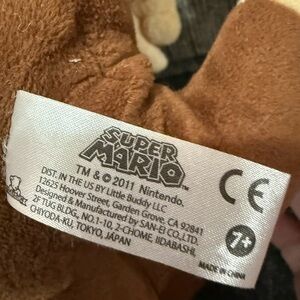 SUPER
MARIO
TM & © 2011 Nintendo.
DIST. IN THE US BY Little Buddy LLC
12625 Hoover Street, Garden Grove, CA 92841
Designed & Manufactured by SAN-EI CO.,LTD.
2F TUG BLDG., NO.1-10, 2-CHOME, IIDABASHI,
CHIYODA-KU, TOKYO, JAPAN
CE
7+
MADE IN CHINA